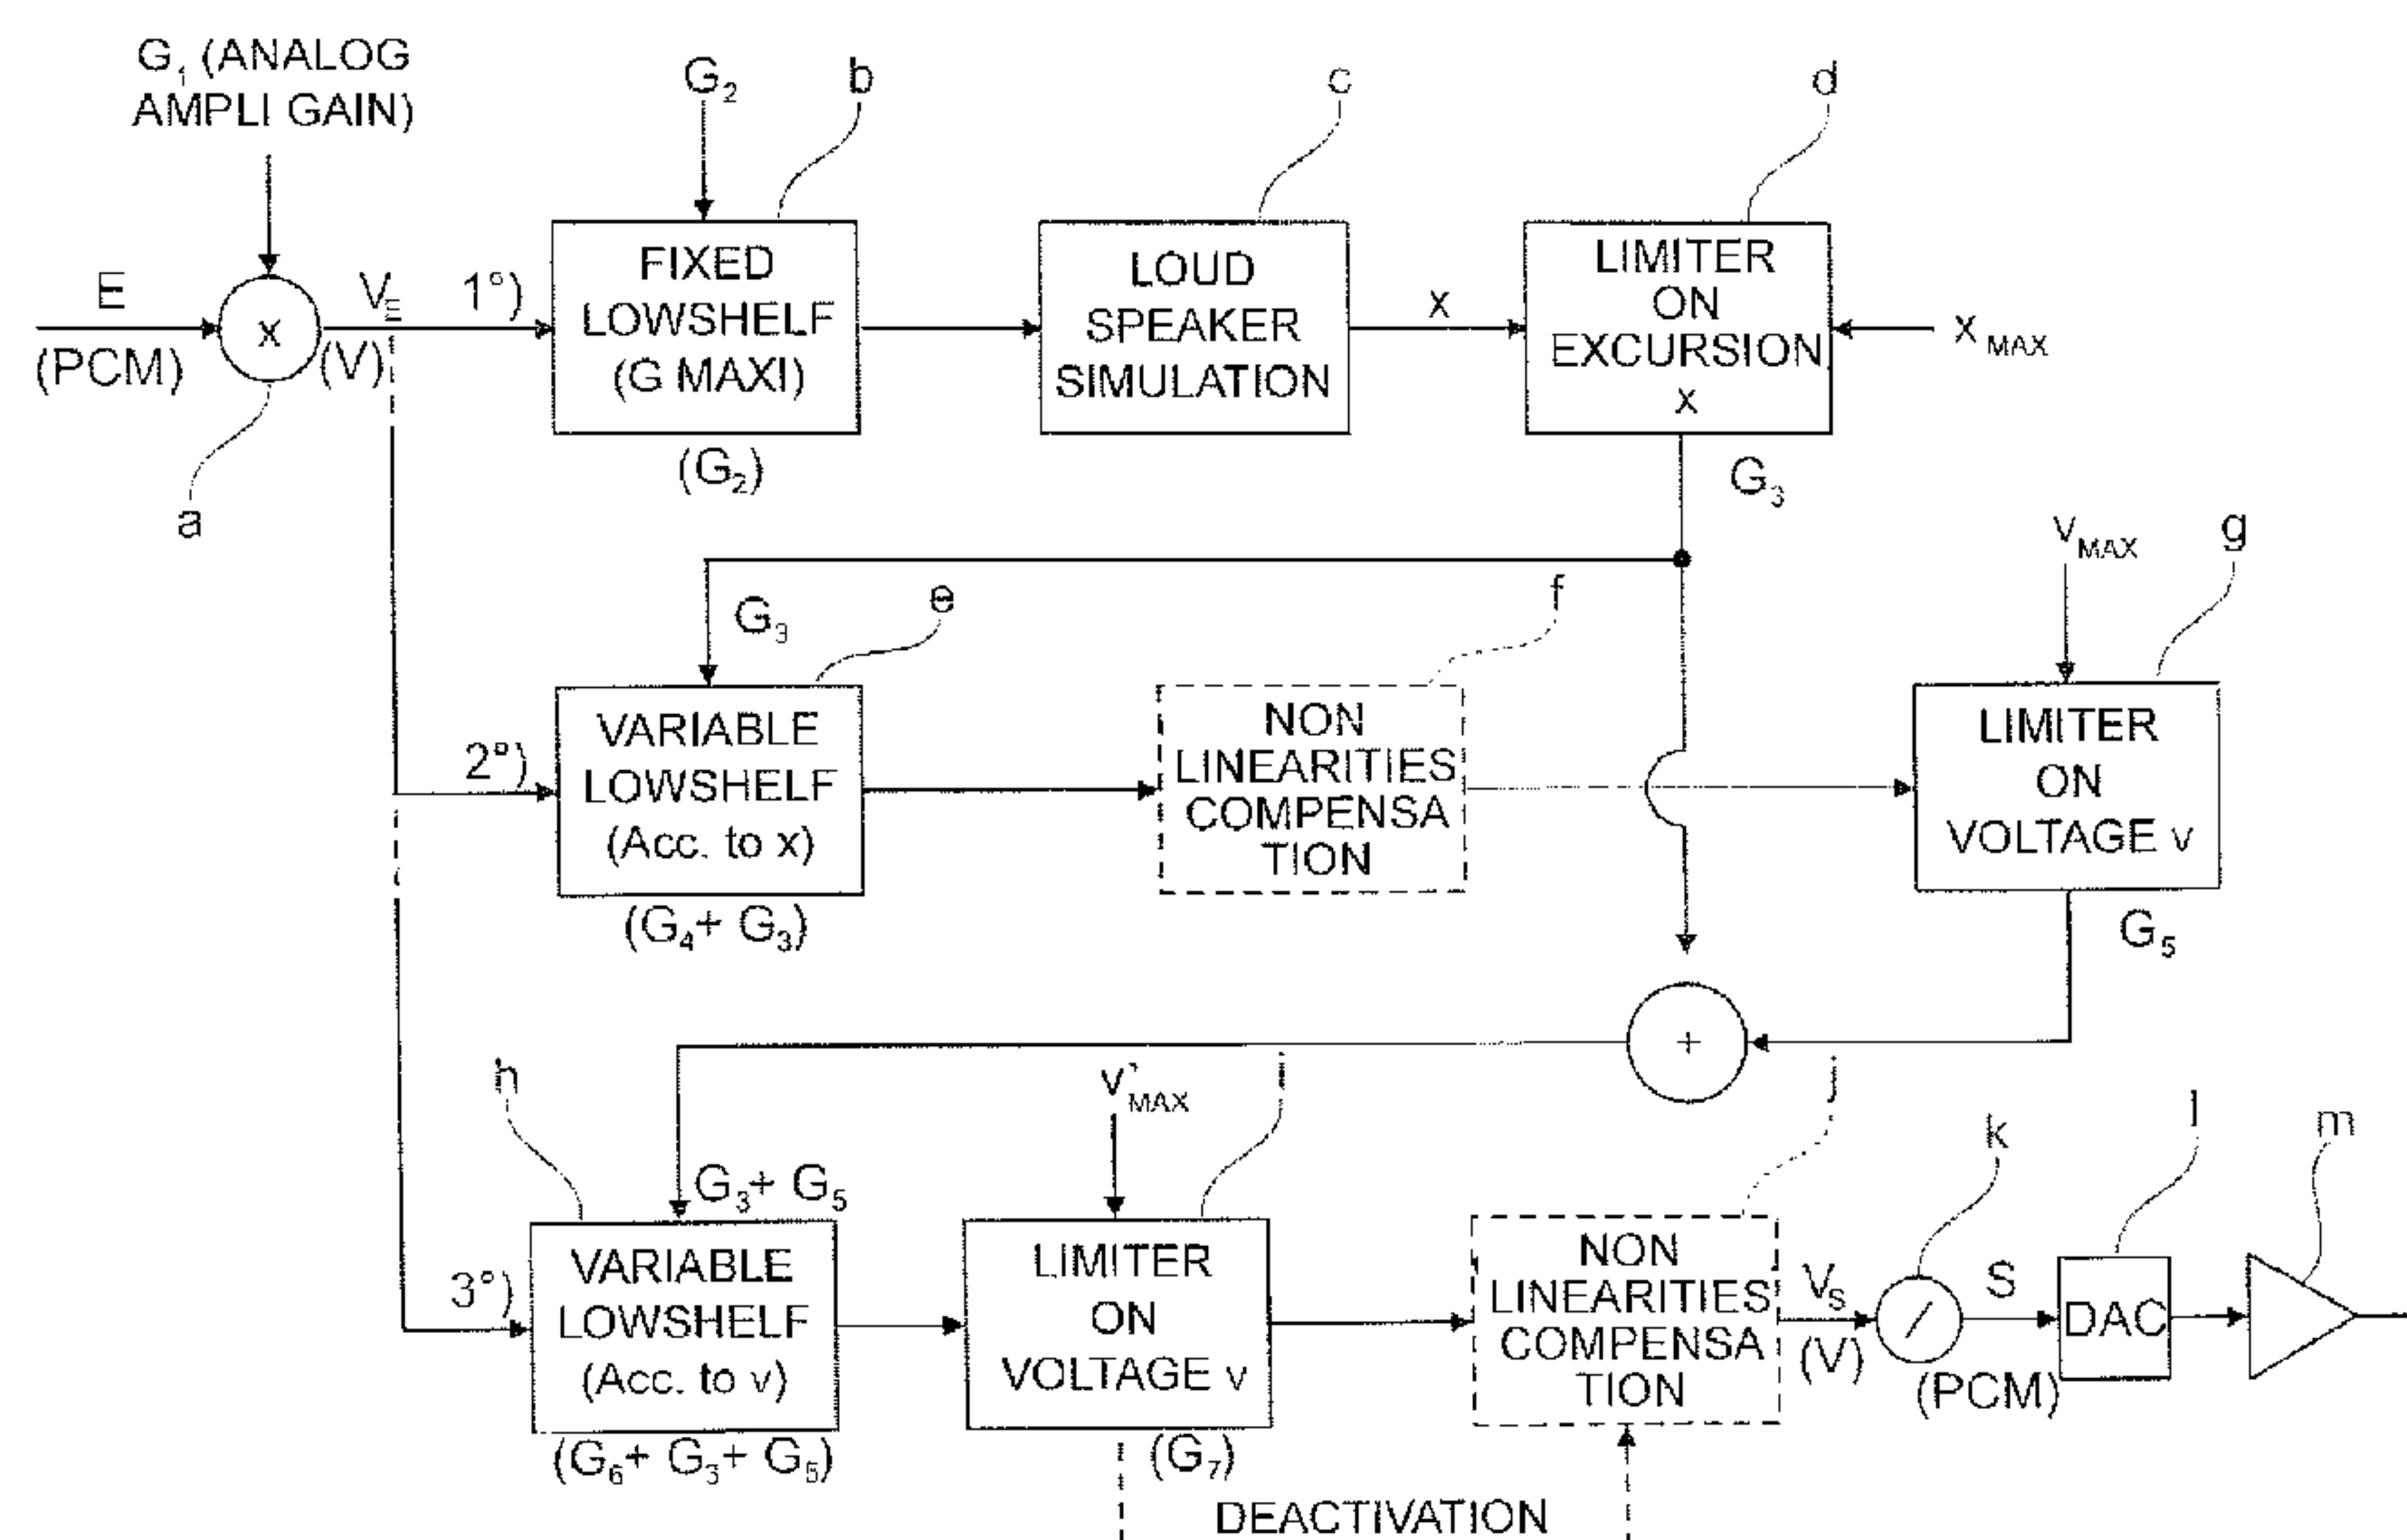 G₁ (ANALOG
AMPLI GAIN)
G₂
b
c
d
E
(PCM)
x
V_E
(V)
a
1°)
FIXED
LOWSHELF
(G MAXI)
(G₂)
LOUD
SPEAKER
SIMULATION
x
LIMITER
ON
EXCURSION
x
x MAX
G₃
G₃
e
f
v MAX
g
2°)
VARIABLE
LOWSHELF
(Acc. to x)
(G₄+ G₃)
NON
LINEARITIES
COMPENSA
TION
LIMITER
ON
VOLTAGE v
G₅
+
h
v' MAX
i
j
k
l
m
G₃+ G₅
3°)
VARIABLE
LOWSHELF
(Acc. to v)
(G₆+ G₃+ G₅)
LIMITER
ON
VOLTAGE v
(G₇)
NON
LINEARITIES
COMPENSA
TION
V_S
(V)
/
S
(PCM)
DAC
DEACTIVATION